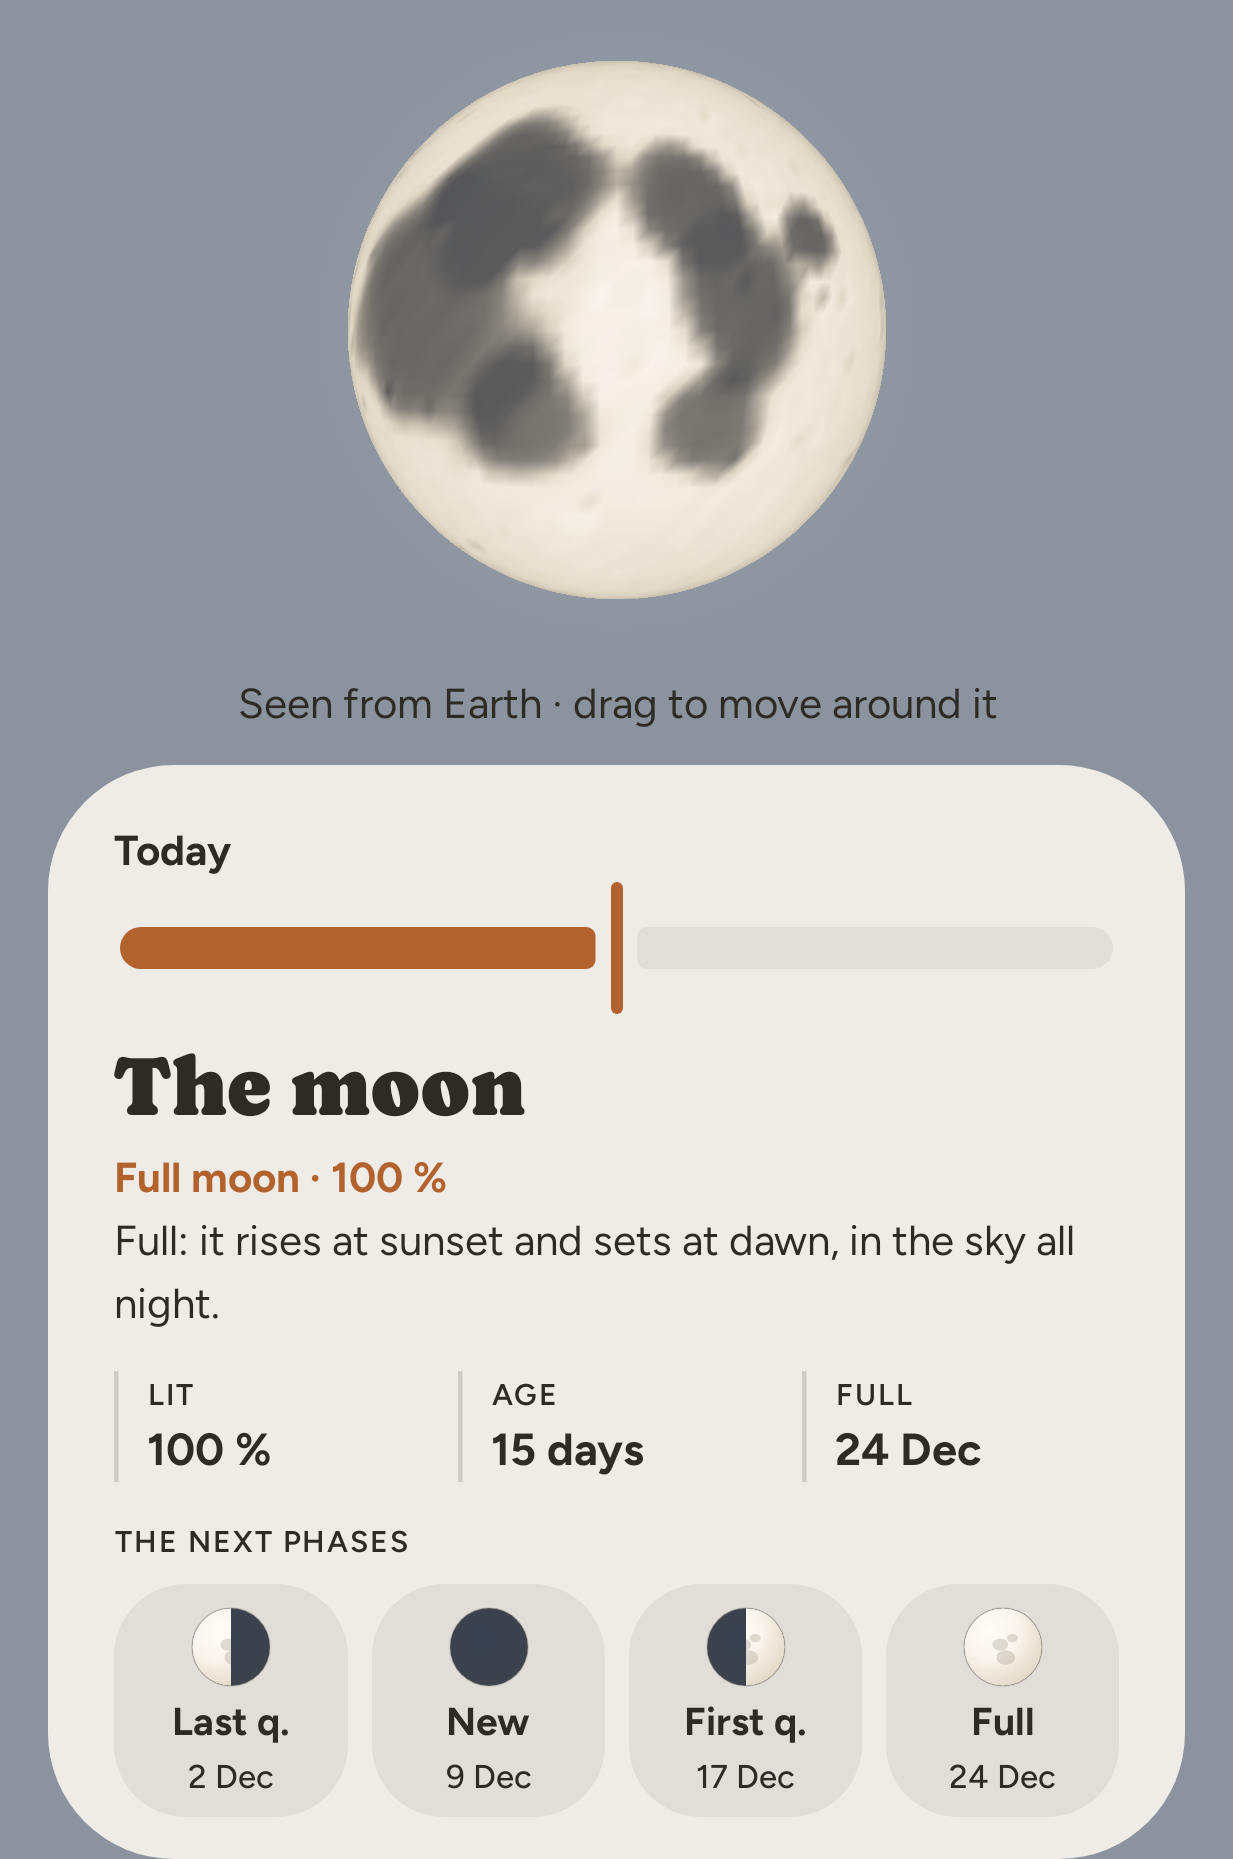 Seen from Earth · drag to move around it
Today
The moon
Full moon · 100 %
Full: it rises at sunset and sets at dawn, in the sky all
night.
LIT
100 %
AGE
15 days
FULL
24 Dec
THE NEXT PHASES
Last q.
2 Dec
New
9 Dec
First q.
17 Dec
Full
24 Dec